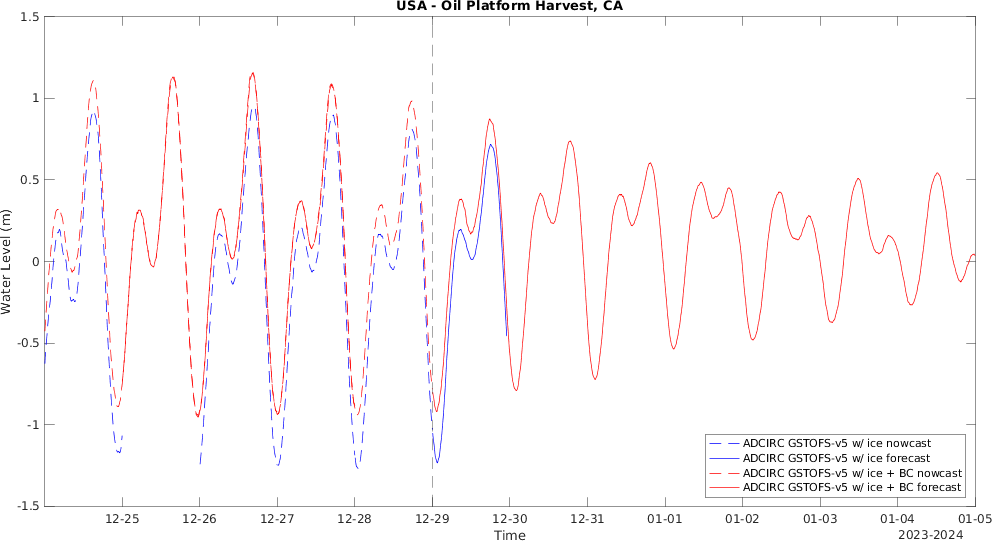 USA - Oil Platform Harvest, CA
1.5
1
0.5
0
-0.5
-1
-1.5
Water Level (m)
12-25 12-26 12-27 12-28 12-29 12-30 12-31 01-01 01-02 01-03 01-04 01-05
Time
2023-2024
ADCIRC GSTOFS-v5 w/ ice nowcast
ADCIRC GSTOFS-v5 w/ ice forecast
ADCIRC GSTOFS-v5 w/ ice + BC nowcast
ADCIRC GSTOFS-v5 w/ ice + BC forecast